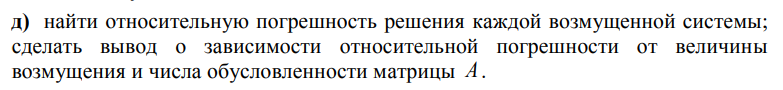 д) найти относительную погрешность решения каждой возмущенной системы;
сделать вывод о зависимости относительной погрешности от величины
возмущения и числа обусловленности матрицы A.